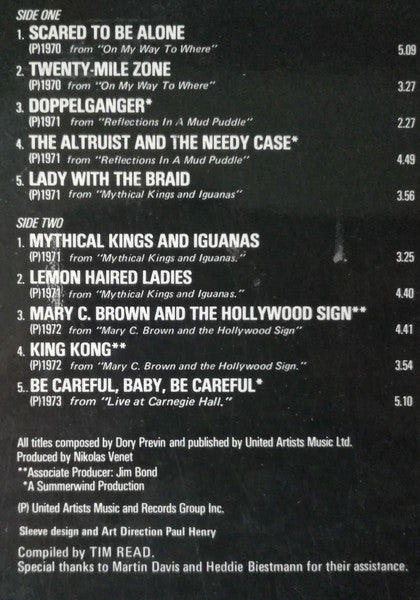 SIDE ONE
1. SCARED TO BE ALONE
(P)1970 from "On My Way To Where" 5.09
2. TWENTY-MILE ZONE
(P)1970 from "On My Way To Where" 3.27
3. DOPPELGANGER*
(P)1971 from "Reflections In A Mud Puddle" 2.27
4. THE ALTRUIST AND THE NEEDY CASE*
(P)1971 from "Reflections In A Mud Puddle" 4.49
5. LADY WITH THE BRAID
(P)1971 from "Mythical Kings and Iguanas" 3.56
SIDE TWO
1. MYTHICAL KINGS AND IGUANAS
(P)1971 from "Mythical Kings and Iguanas." 3.25
2. LEMON HAIRED LADIES
(P)1971 from "Mythical Kings and Iguanas." 4.40
3. MARY C. BROWN AND THE HOLLYWOOD SIGN**
(P)1972 from "Mary C. Brown and the Hollywood Sign" 4.41
4. KING KONG**
(P)1972 from "Mary C. Brown and the Hollywood Sign." 3.54
5.. BE CAREFUL, BABY, BE CAREFUL*
(P)1973 from "Live at Carnegie Hall." 5.10
All titles composed by Dory Previn and published by United Artists Music Ltd.
Produced by Nikolas Venet
**Associate Producer: Jim Bond
*A Summerwind Production
(P) United Artists Music and Records Group Inc.
Sleeve design and Art Direction Paul Henry
Compiled by TIM READ.
Special thanks to Martin Davis and Heddie Biestmann for their assistance.